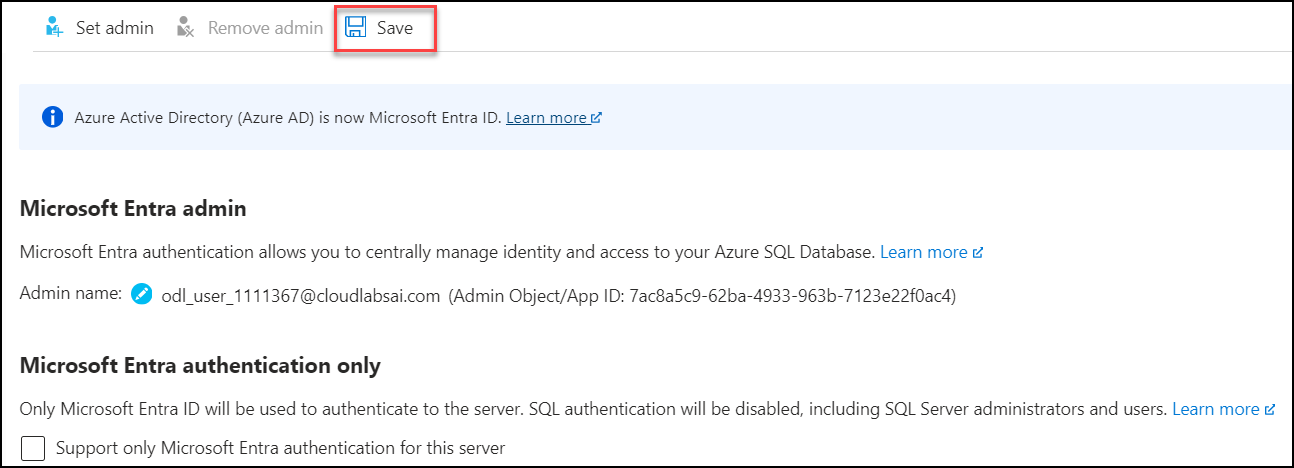 Set admin Remove admin Save
Azure Active Directory (Azure AD) is now Microsoft Entra ID. Learn more
Microsoft Entra admin
Microsoft Entra authentication allows you to centrally manage identity and access to your Azure SQL Database. Learn more
Admin name: odl_user_1111367@cloudlabsai.com (Admin Object/App ID: 7ac8a5c9-62ba-4933-963b-7123e22f0ac4)
Microsoft Entra authentication only
Only Microsoft Entra ID will be used to authenticate to the server. SQL authentication will be disabled, including SQL Server administrators and users. Learn more
Support only Microsoft Entra authentication for this server